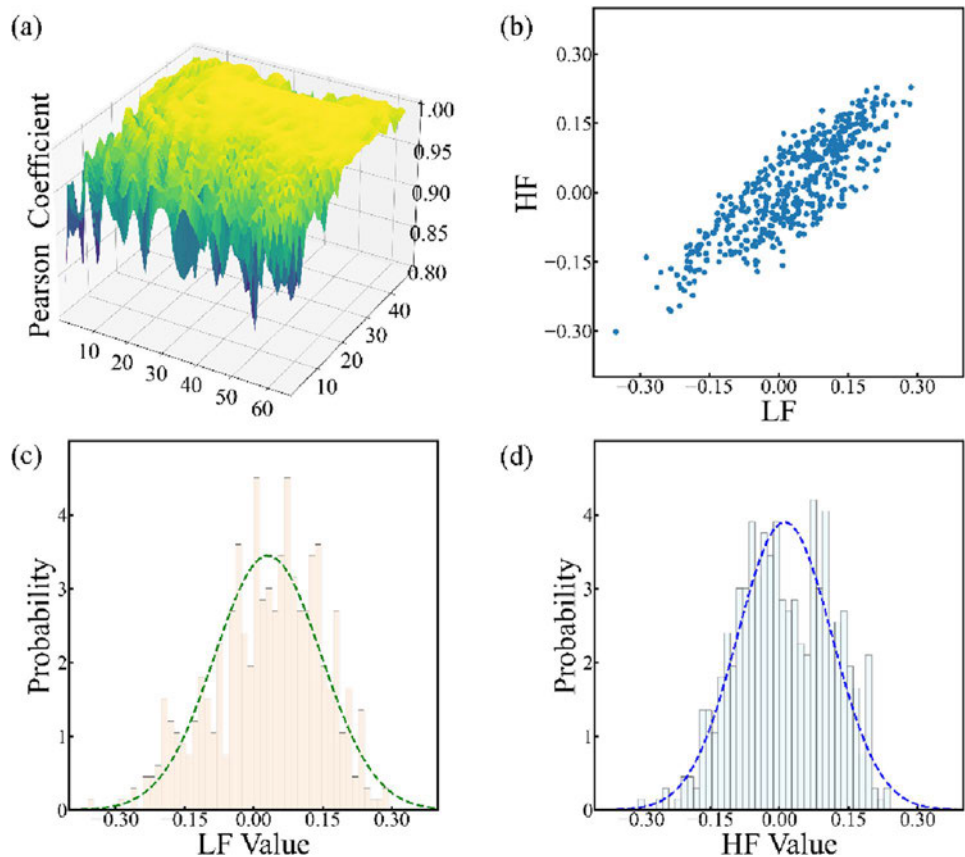 (a)
Pearson Coefficient
1.00
0.95
0.90
0.85
0.80
10
20
30
40
50
60
10
20
30
40
(b)
HF
0.30
0.15
0.00
−0.15
−0.30
−0.30 −0.15 0.00 0.15 0.30
LF
(c)
Probability
4
3
2
1
0
−0.30 −0.15 0.00 0.15 0.30
LF Value
(d)
Probability
4
3
2
1
0
−0.30 −0.15 0.00 0.15 0.30
HF Value